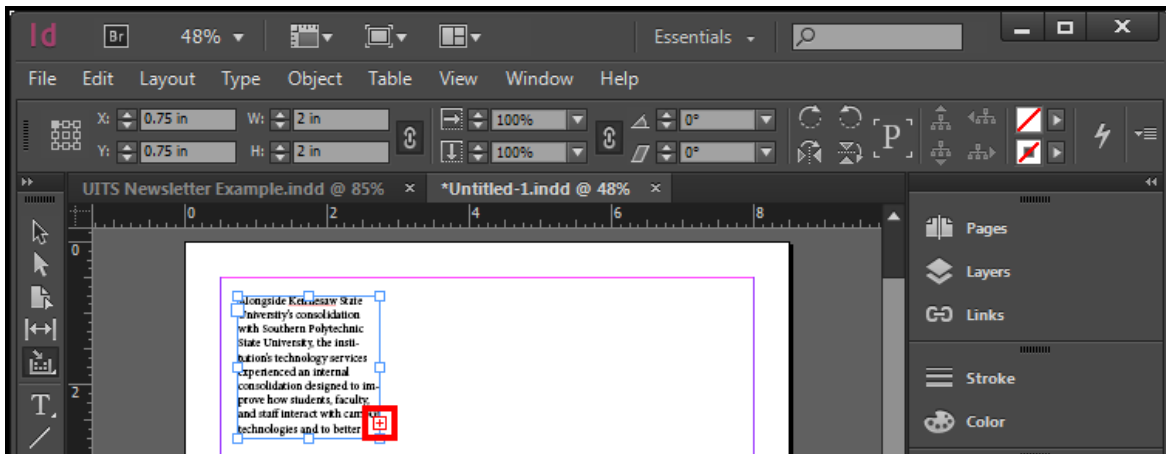 Id Br 48% Essentials
File Edit Layout Type Object Table View Window Help
X: 0.75 in W: 2 in 100% 0°
Y: 0.75 in H: 2 in 100% 0°
P
UITS Newsletter Example.indd @ 85% × *Untitled-1.indd @ 48% ×
0 2 4 6 8
0
2
T
Alongside Kennesaw State
University's consolidation
with Southern Polytechnic
State University, the insti-
tution's technology services
experienced an internal
consolidation designed to im-
prove how students, faculty,
and staff interact with campus
technologies and to better
Pages
Layers
Links
Stroke
Color